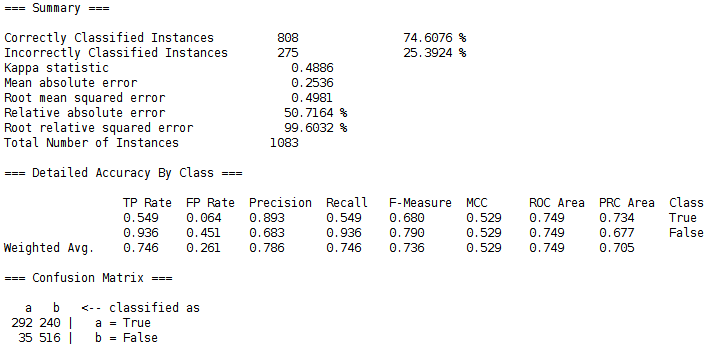 === Summary ===
Correctly Classified Instances 808 74.6076 %
Incorrectly Classified Instances 275 25.3924 %
Kappa statistic 0.4886
Mean absolute error 0.2536
Root mean squared error 0.4981
Relative absolute error 50.7164 %
Root relative squared error 99.6032 %
Total Number of Instances 1083
=== Detailed Accuracy By Class ===
TP Rate FP Rate Precision Recall F-Measure MCC ROC Area PRC Area Class
0.549 0.064 0.893 0.549 0.680 0.529 0.749 0.734 True
0.936 0.451 0.683 0.936 0.790 0.529 0.749 0.677 False
Weighted Avg. 0.746 0.261 0.786 0.746 0.736 0.529 0.749 0.705
=== Confusion Matrix ===
a b <-- classified as
292 240 | a = True
35 516 | b = False